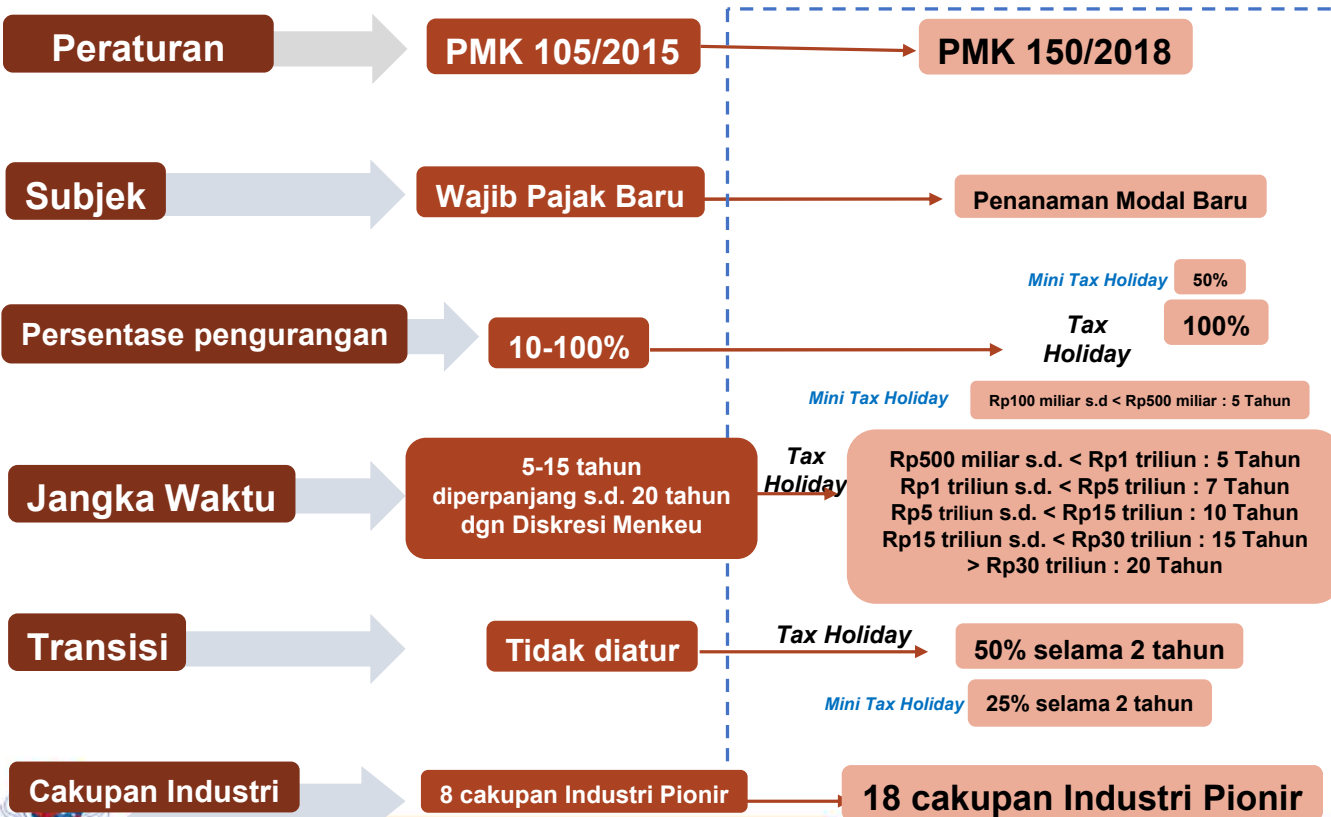 Peraturan
PMK 105/2015
PMK 150/2018
Subjek
Wajib Pajak Baru
Penanaman Modal Baru
Persentase pengurangan
10-100%
Mini Tax Holiday
50%
Tax
Holiday
100%
Jangka Waktu
5-15 tahun
diperpanjang s.d. 20 tahun
dgn Diskresi Menkeu
Mini Tax Holiday
Rp100 miliar s.d < Rp500 miliar : 5 Tahun
Tax
Holiday
Rp500 miliar s.d. < Rp1 triliun : 5 Tahun
Rp1 triliun s.d. < Rp5 triliun : 7 Tahun
Rp5 triliun s.d. < Rp15 triliun : 10 Tahun
Rp15 triliun s.d. < Rp30 triliun : 15 Tahun
> Rp30 triliun : 20 Tahun
Transisi
Tidak diatur
Tax Holiday
50% selama 2 tahun
Mini Tax Holiday
25% selama 2 tahun
Cakupan Industri
8 cakupan Industri Pionir
18 cakupan Industri Pionir